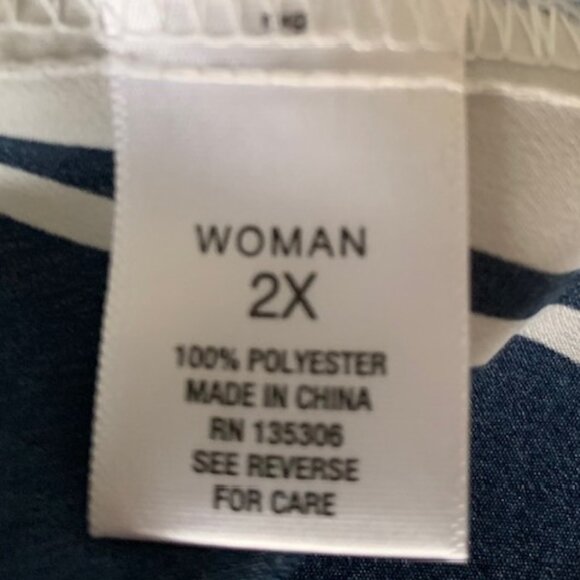 WOMAN
2X
100% POLYESTER
MADE IN CHINA
RN 135306
SEE REVERSE
FOR CARE